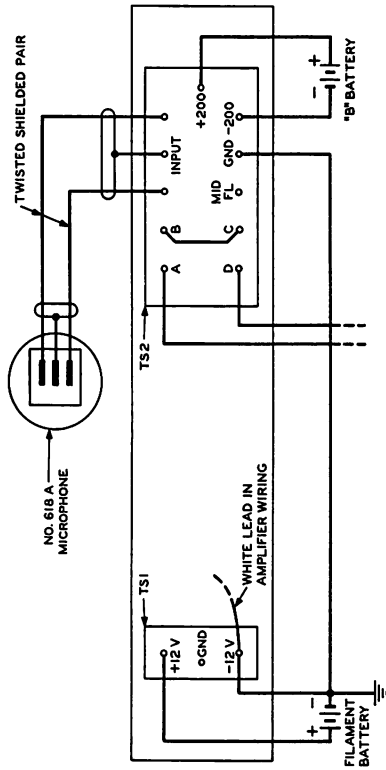 TWISTED SHIELDED PAIR
NO. 618 A
MICROPHONE
TS2
INPUT
+200
-200
GND
MID
FL
B
C
A
D
+
-
"B" BATTERY
TS1
+12 V
GND
-12 V
WHITE LEAD IN
AMPLIFIER WIRING
+
-
FILAMENT
BATTERY